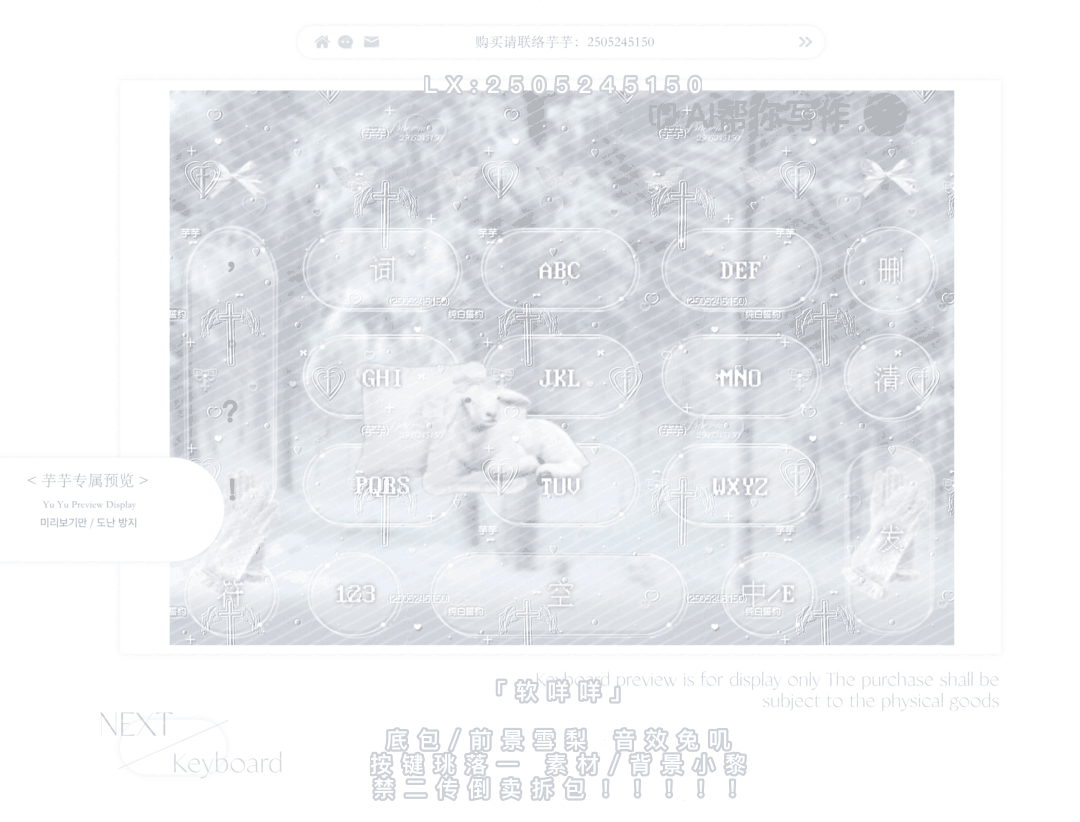 购买请联络芋芋：2505245150
LX:2505245150
AI帮你写作
，
词
ABC
DEF
删
GHI
JKL
MNO
清
?
!
PQRS
TUV
WXYZ
发
符
123
空
中/E
< 芋芋专属预览 >
Yu Yu Preview Display
미리보기만 / 도난 방지
Keyboard preview is for display only The purchase shall be
subject to the physical goods
「软咩咩」
NEXT
Keyboard
底包/前景雪梨 音效兔叽
按键珧落一 素材/背景小黎
禁二传倒卖拆包！！！！！